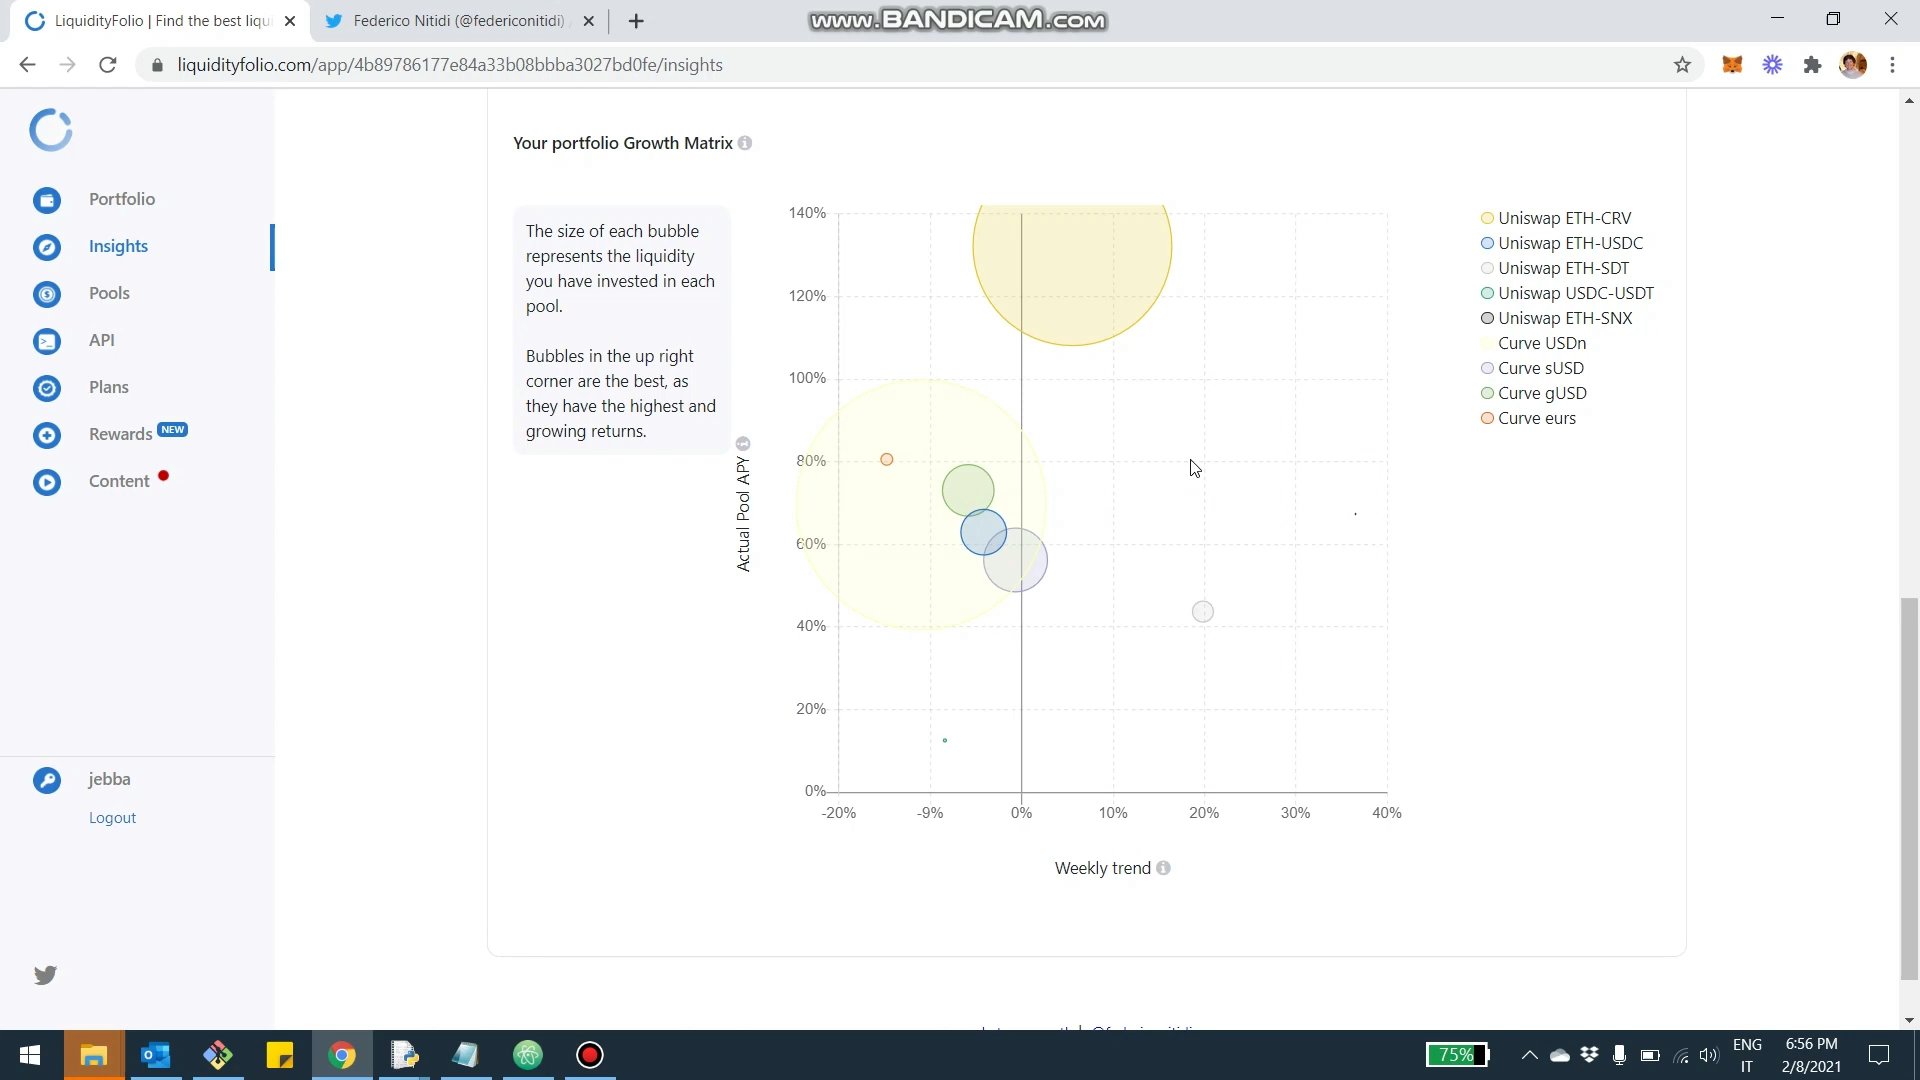 LiquidityFolio | Find the best liqui
Federico Nitidi (@federiconitidi)
www.BANDICAM.com
liquidityfolio.com/app/4b89786177e84a33b08bbba3027bd0fe/insights
Portfolio
Insights
Pools
API
Plans
Rewards NEW
Content
jebba
Logout
Your portfolio Growth Matrix
The size of each bubble
represents the liquidity
you have invested in each
pool.
Bubbles in the up right
corner are the best, as
they have the highest and
growing returns.
Actual Pool APY
140%
120%
100%
80%
60%
40%
20%
0%
-20%
-9%
0%
10%
20%
30%
40%
Weekly trend
Uniswap ETH-CRV
Uniswap ETH-USDC
Uniswap ETH-SDT
Uniswap USDC-USDT
Uniswap ETH-SNX
Curve USDn
Curve sUSD
Curve gUSD
Curve eurs
75%
ENG
IT
6:56 PM
2/8/2021